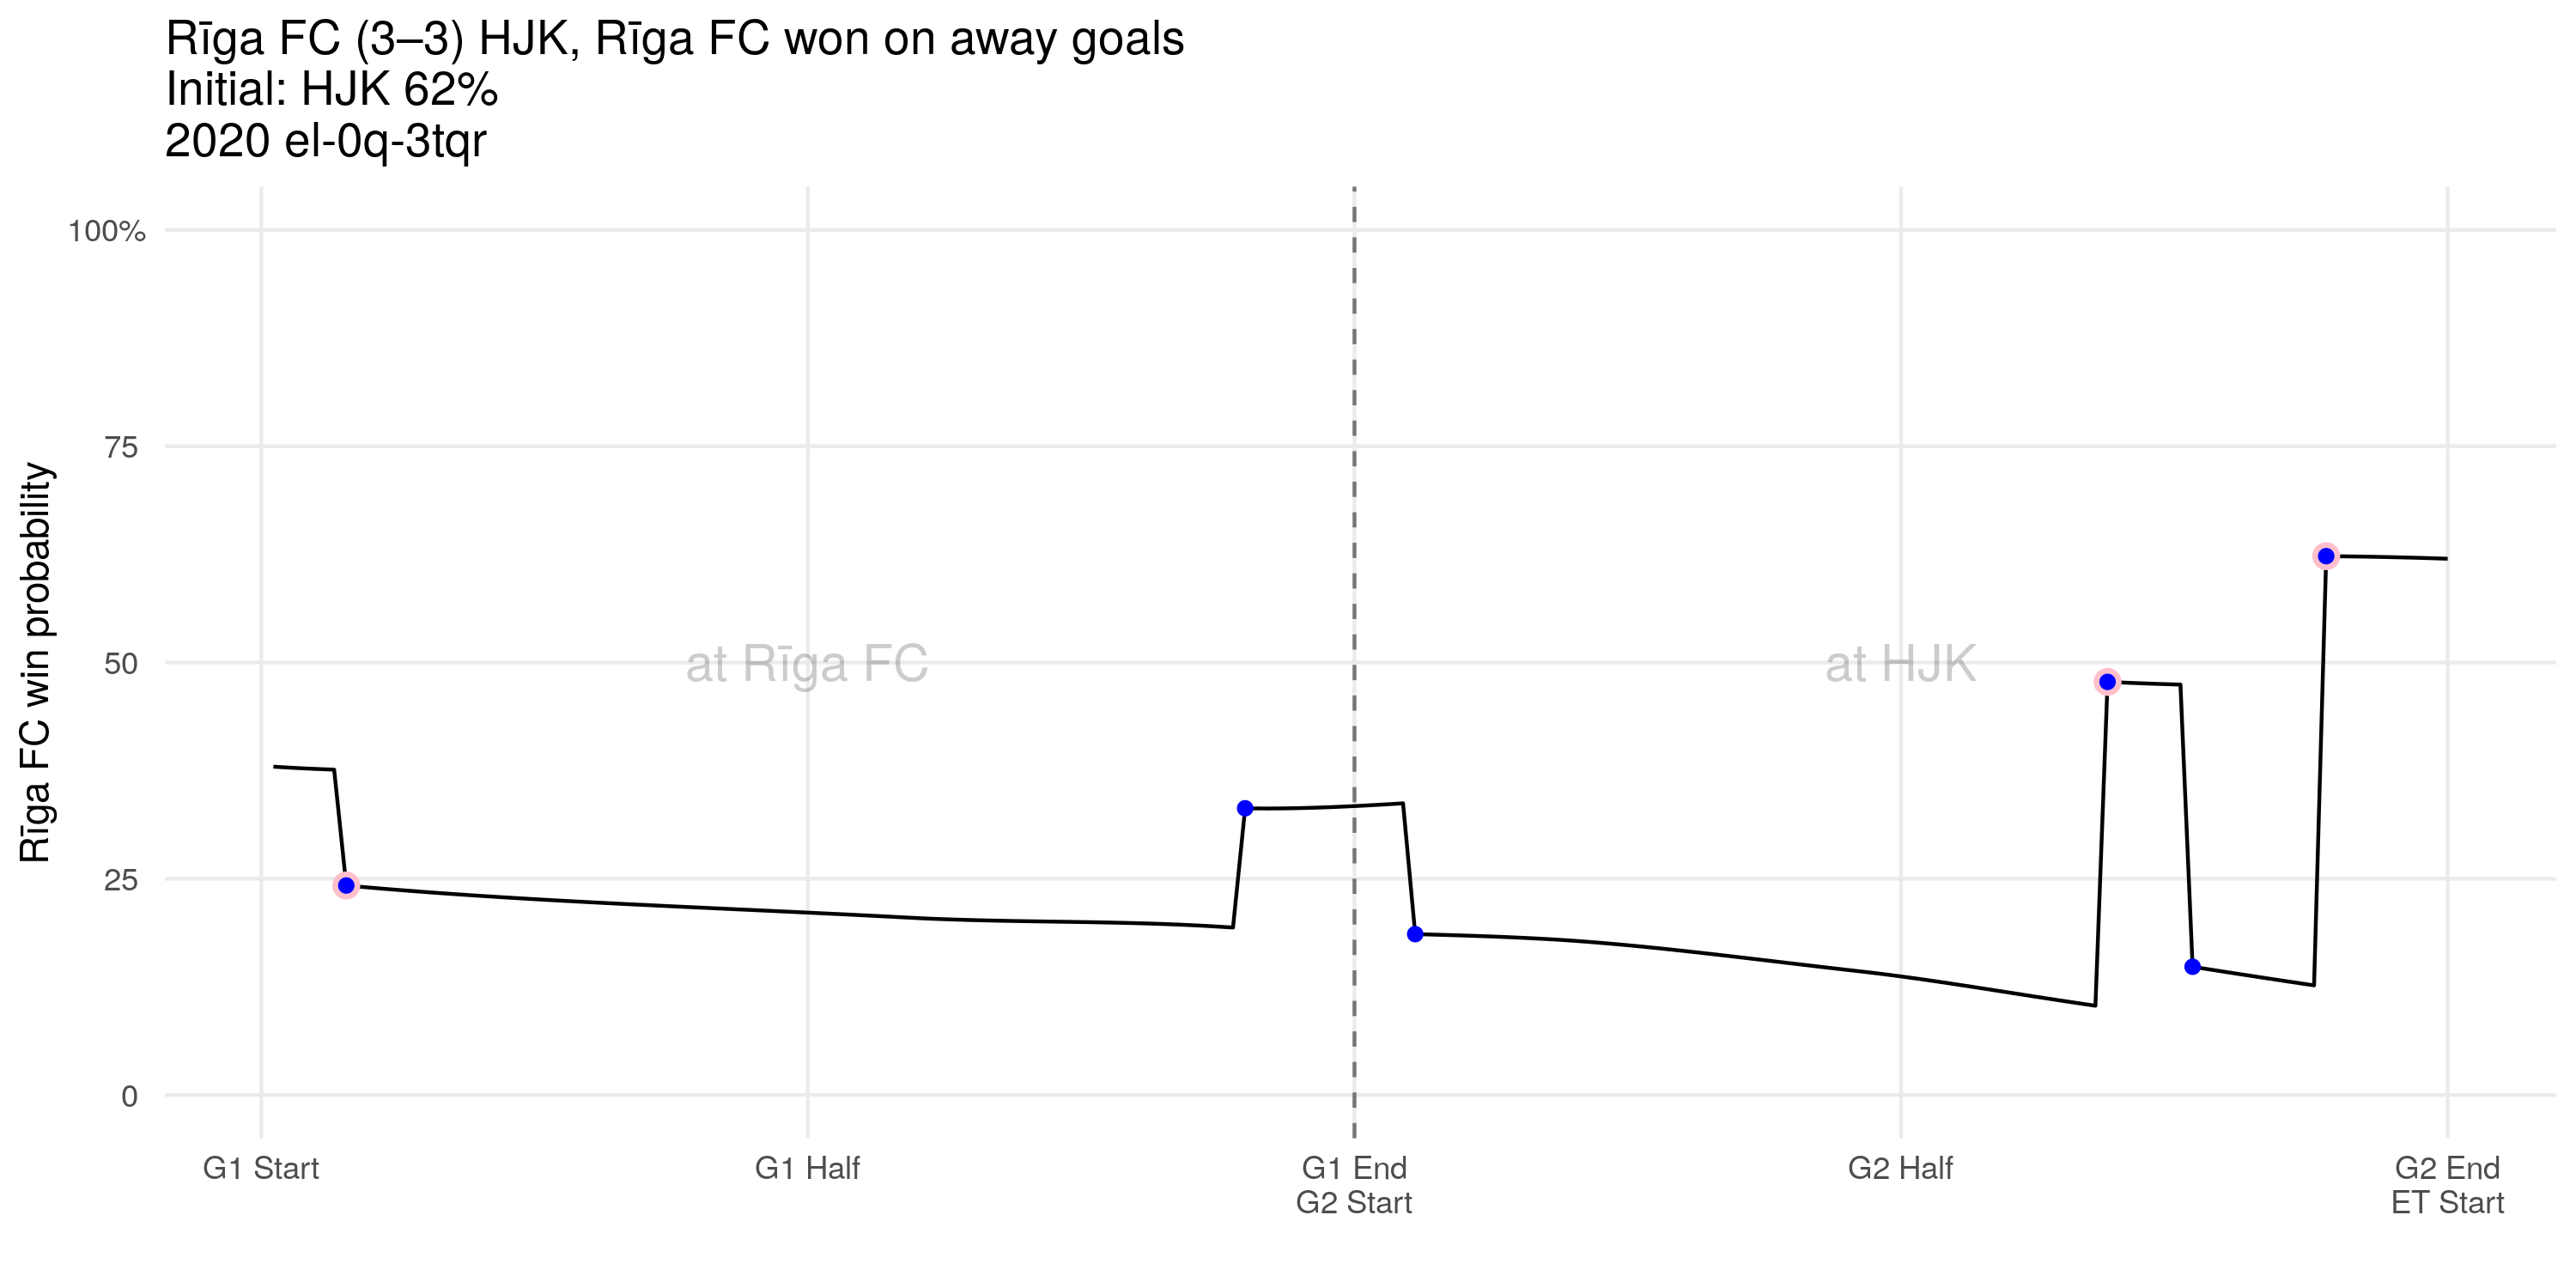 Rīga FC (3–3) HJK, Rīga FC won on away goals
Initial: HJK 62%
2020 el-0q-3tqr
Rīga FC win probability
100%
75
50
25
0
at Rīga FC
at HJK
G1 Start
G1 Half
G1 End
G2 Start
G2 Half
G2 End
ET Start